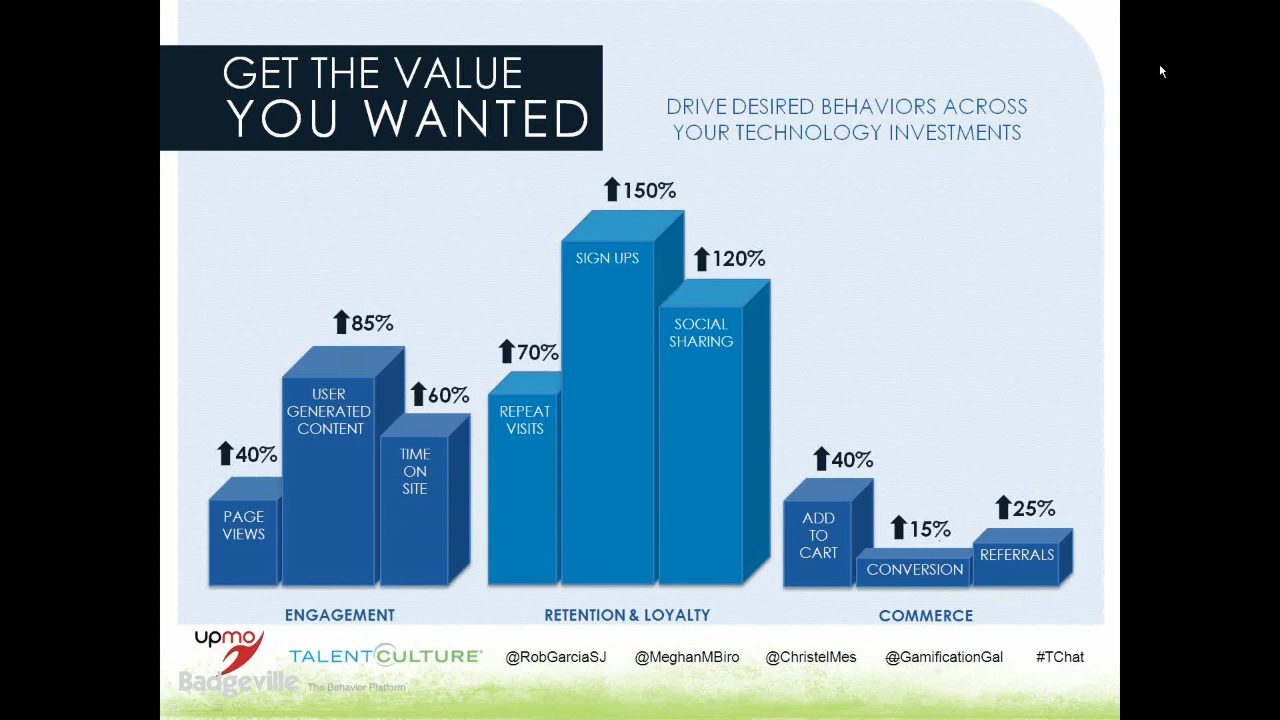 GET THE VALUE
YOU WANTED
DRIVE DESIRED BEHAVIORS ACROSS
YOUR TECHNOLOGY INVESTMENTS
40%
PAGE
VIEWS
85%
USER
GENERATED
CONTENT
60%
TIME
ON
SITE
ENGAGEMENT
70%
REPEAT
VISITS
150%
SIGN UPS
120%
SOCIAL
SHARING
RETENTION & LOYALTY
40%
ADD
TO
CART
15%
CONVERSION
25%
REFERRALS
COMMERCE
upmo
TALENTCULTURE
@RobGarciaSJ @MeghanMBiro @ChristelMes @GamificationGal #TChat
Badgeville The Behavior Platform